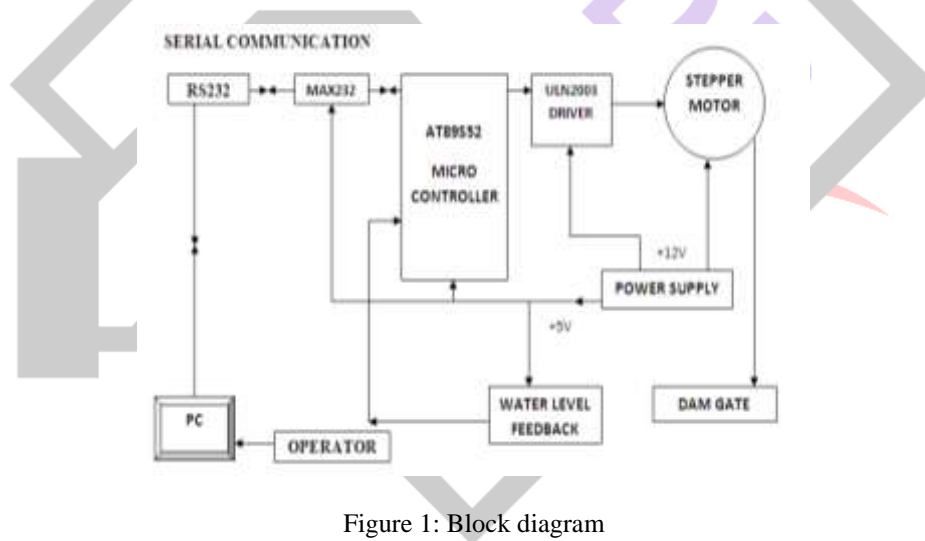 SERIAL COMMUNICATION
RS232
MAX232
AT89S52
MICRO
CONTROLLER
ULN2003
DRIVER
STEPPER
MOTOR
+12V
POWER SUPPLY
+5V
WATER LEVEL
FEEDBACK
DAM GATE
PC
OPERATOR
Figure 1: Block diagram